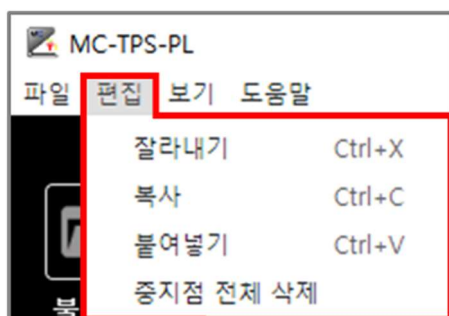 MC-TPS-PL
파일 편집 보기 도움말
잘라내기 Ctrl+X
복사 Ctrl+C
붙여넣기 Ctrl+V
중지점 전체 삭제